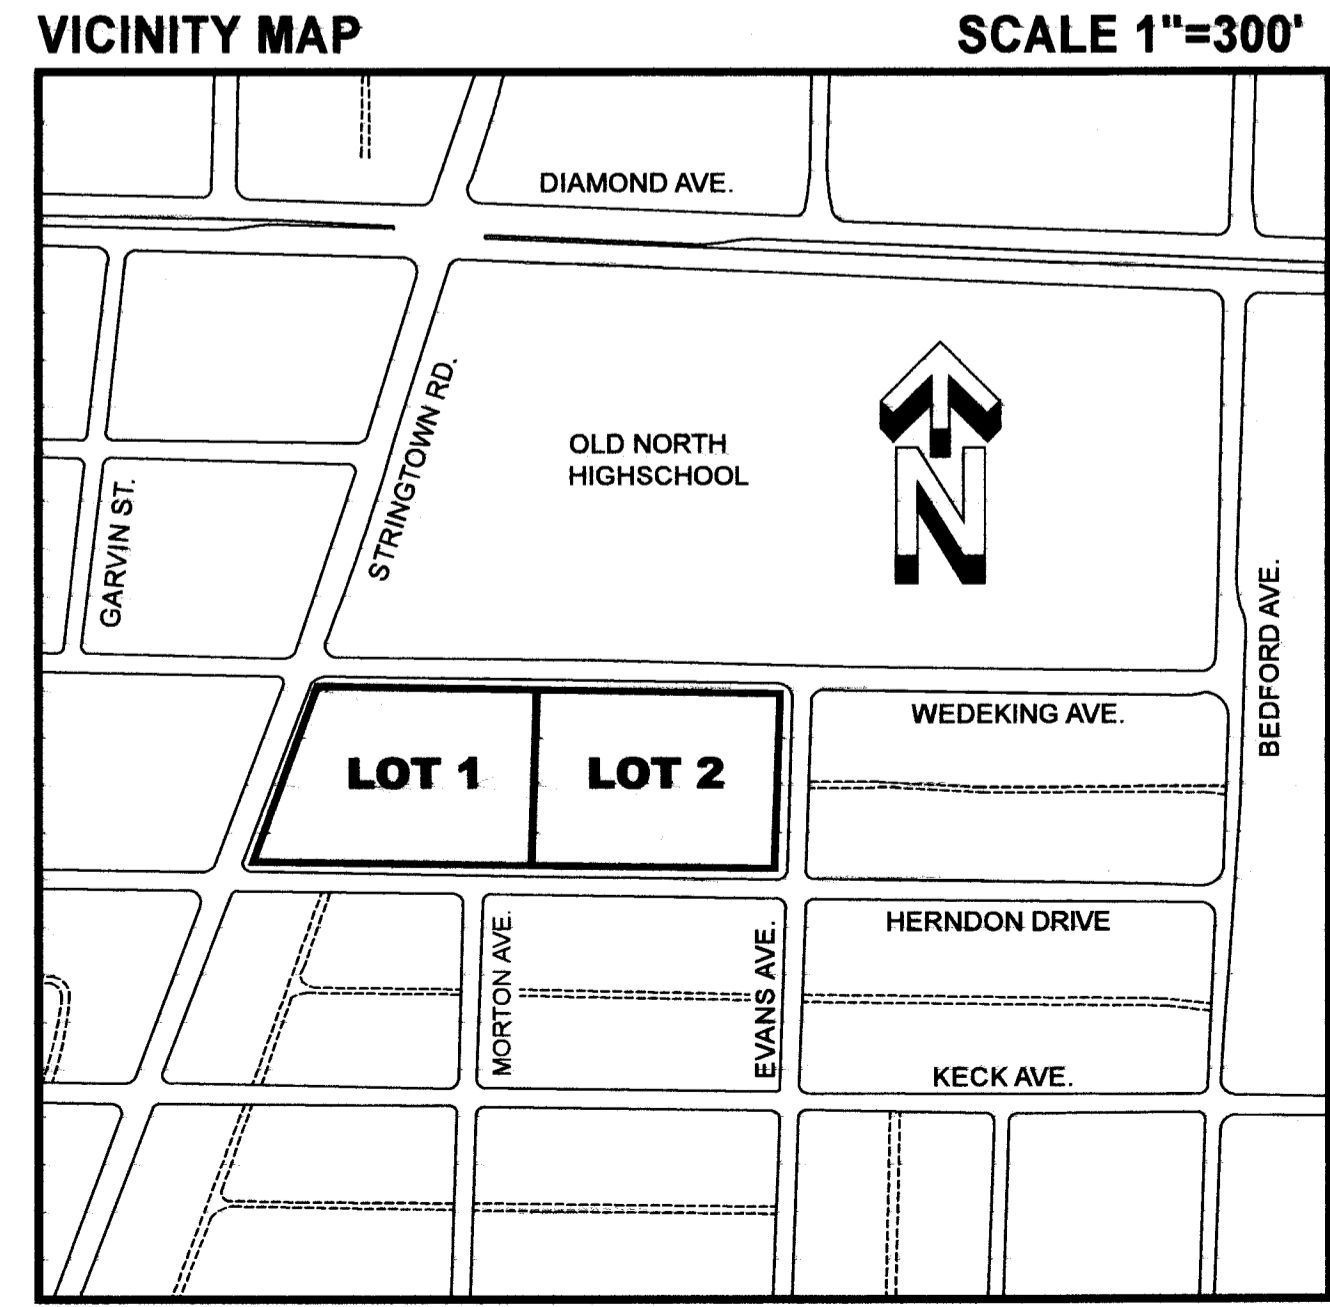 VICINITY MAP
SCALE 1"=300'
DIAMOND AVE.
STRINGTOWN RD.
OLD NORTH
HIGHSCHOOL
N
GARVIN ST.
BEDFORD AVE.
WEDEKING AVE.
LOT 1
LOT 2
HERNDON DRIVE
MORTON AVE.
EVANS AVE.
KECK AVE.